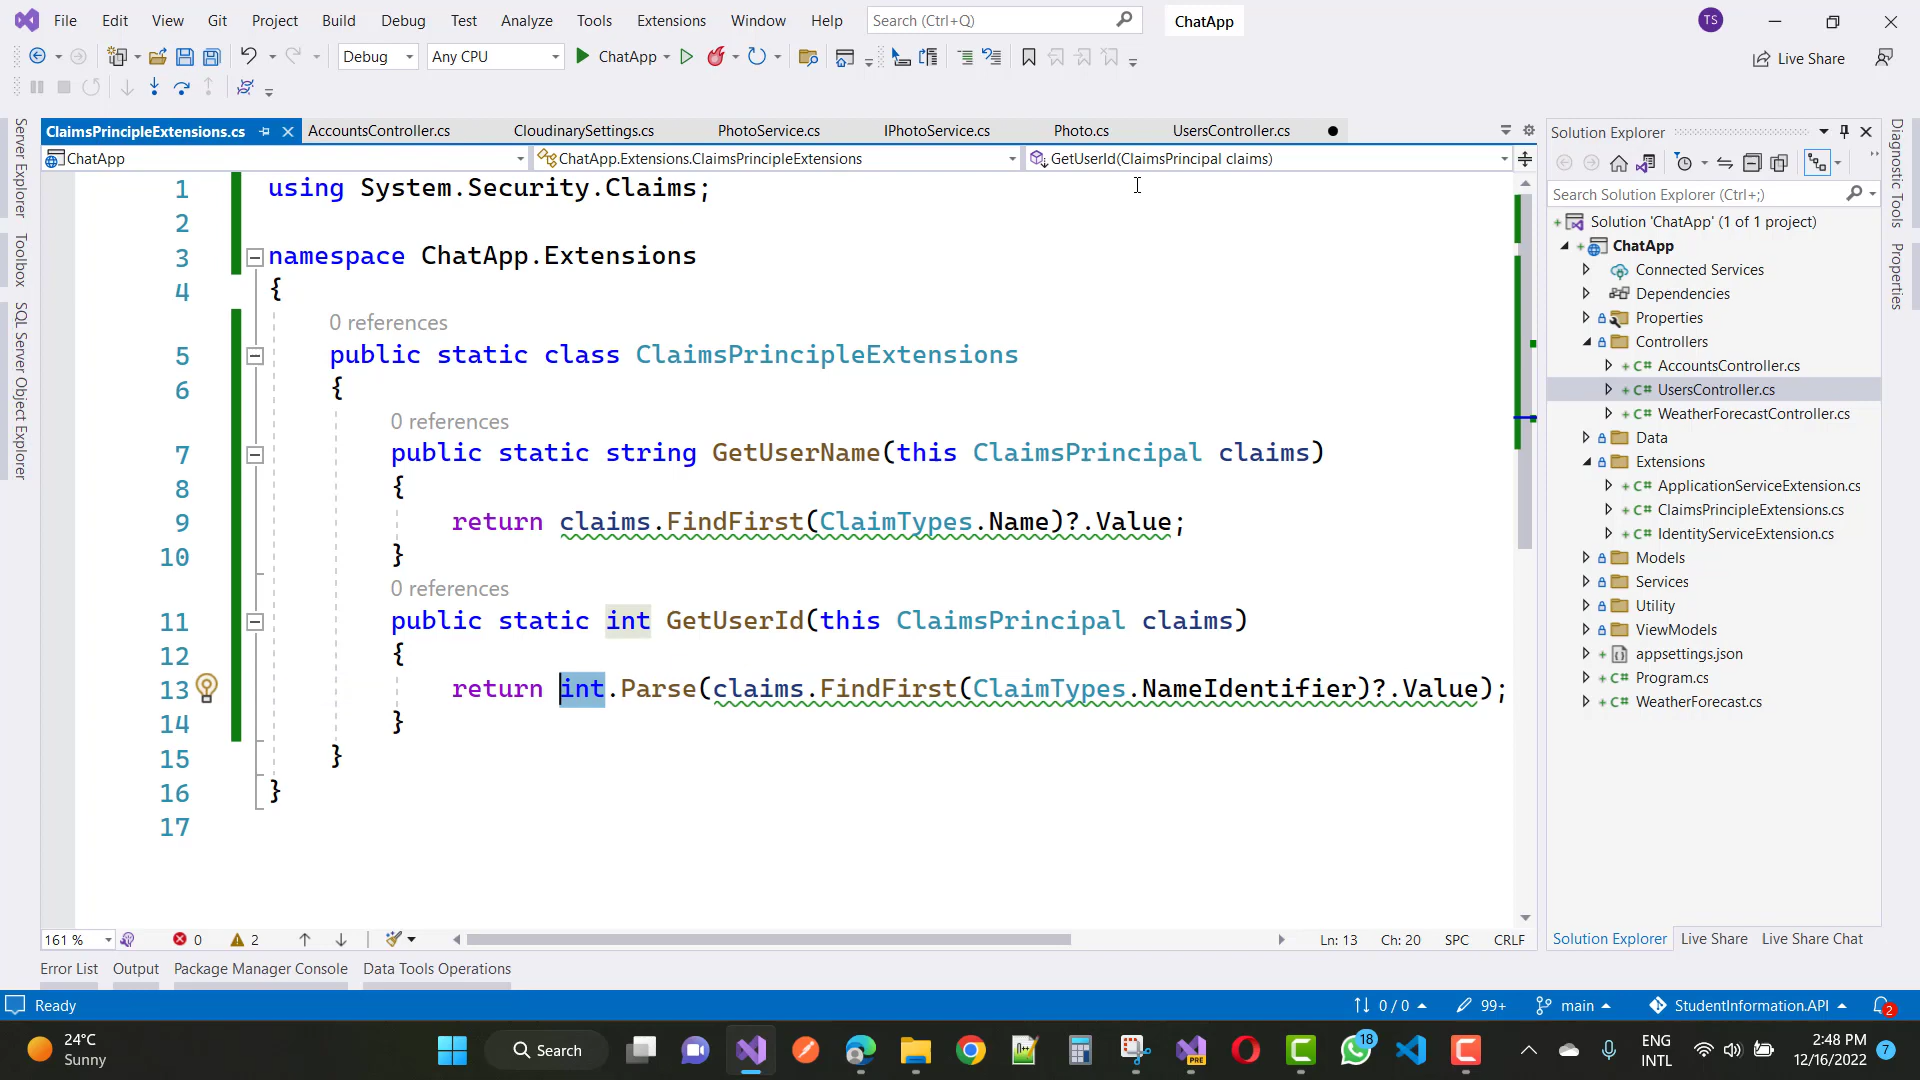 File Edit View Git Project Build Debug Test Analyze Tools Extensions Window Help Search (Ctrl+Q) ChatApp TS
Debug Any CPU ChatApp Live Share
ClaimsPrincipleExtensions.cs AccountsController.cs CloudinarySettings.cs PhotoService.cs IPhotoService.cs Photo.cs UsersController.cs
ChatApp ChatApp.Extensions.ClaimsPrincipleExtensions GetUserId(ClaimsPrincipal claims)
Server Explorer
Toolbox
SQL Server Object Explorer
1 using System.Security.Claims;
2
3 namespace ChatApp.Extensions
4 {
0 references
5 public static class ClaimsPrincipleExtensions
6 {
0 references
7 public static string GetUserName(this ClaimsPrincipal claims)
8 {
9 return claims.FindFirst(ClaimTypes.Name)?.Value;
10 }
0 references
11 public static int GetUserId(this ClaimsPrincipal claims)
12 {
13 return int.Parse(claims.FindFirst(ClaimTypes.NameIdentifier)?.Value);
14 }
15 }
16 }
17
161 % 0 2 Ln: 13 Ch: 20 SPC CRLF
Solution Explorer
Search Solution Explorer (Ctrl+;)
Solution 'ChatApp' (1 of 1 project)
ChatApp
Connected Services
Dependencies
Properties
Controllers
C# AccountsController.cs
C# UsersController.cs
C# WeatherForecastController.cs
Data
Extensions
C# ApplicationServiceExtension.cs
C# ClaimsPrincipleExtensions.cs
C# IdentityServiceExtension.cs
Models
Services
Utility
ViewModels
appsettings.json
C# Program.cs
C# WeatherForecast.cs
Solution Explorer Live Share Live Share Chat
Diagnostic Tools
Properties
Error List Output Package Manager Console Data Tools Operations
Ready 0 / 0 99+ main StudentInformation.API 2
24°C
Sunny
Search
PRE
18
ENG
INTL
2:48 PM
12/16/2022
7